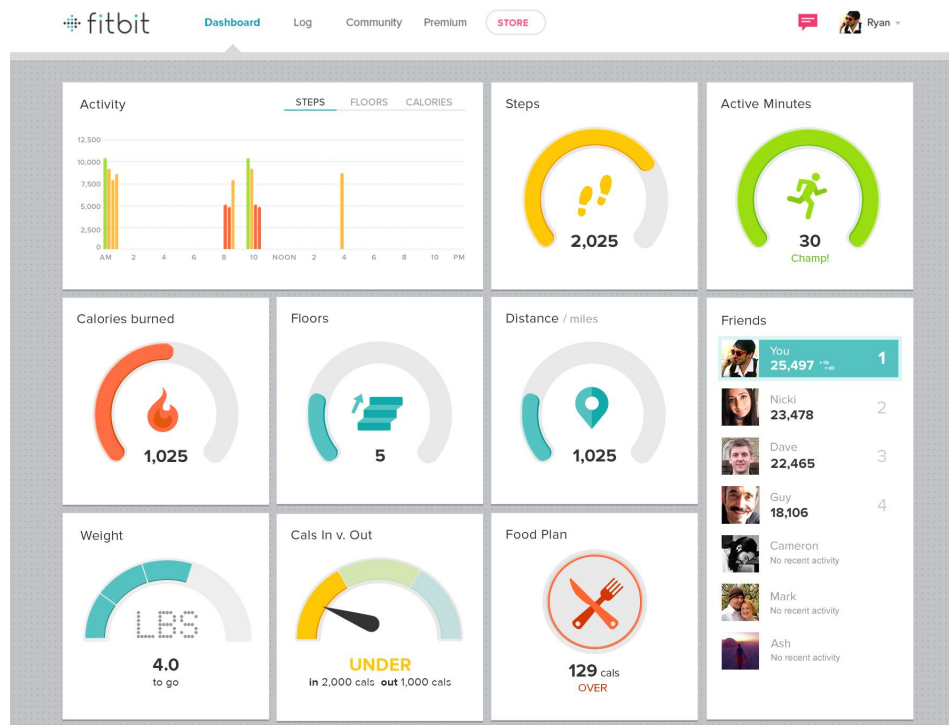 fitbit
Dashboard Log Community Premium STORE Ryan
Activity
STEPS FLOORS CALORIES
12,500
10,000
7,500
5,000
2,500
0
AM 2 4 6 8 10 NOON 2 4 6 8 10 PM
Steps
2,025
Active Minutes
30
Champ!
Calories burned
1,025
Floors
5
Distance / miles
1,025
Friends
You
25,497 1
Nicki
23,478 2
Dave
22,465 3
Guy
18,106 4
Cameron
No recent activity
Mark
No recent activity
Ash
No recent activity
Weight
LBS
4.0
to go
Cals In v. Out
UNDER
in 2,000 cals out 1,000 cals
Food Plan
129 cals
OVER